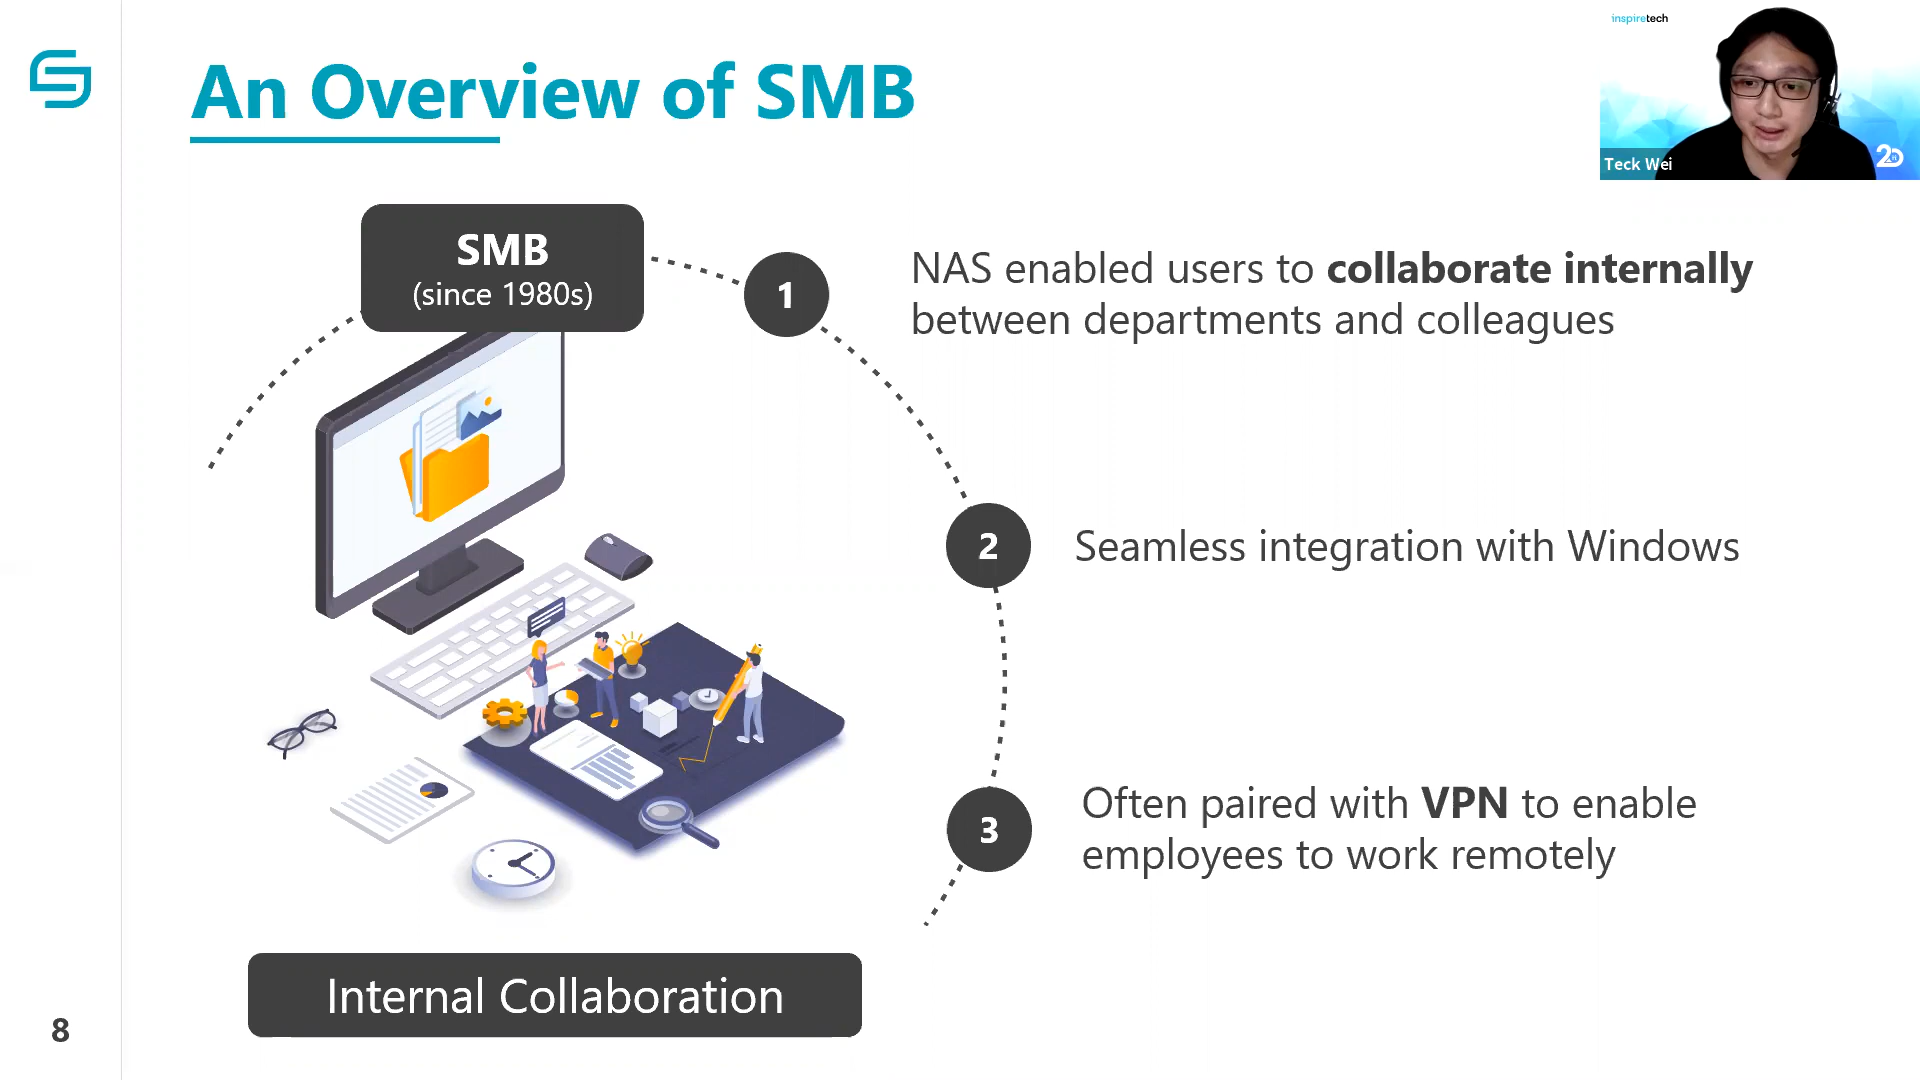 An Overview of SMB
inspiretech
Teck Wei
SMB
(since 1980s)
1
NAS enabled users to collaborate internally
between departments and colleagues
2
Seamless integration with Windows
3
Often paired with VPN to enable
employees to work remotely
Internal Collaboration
8